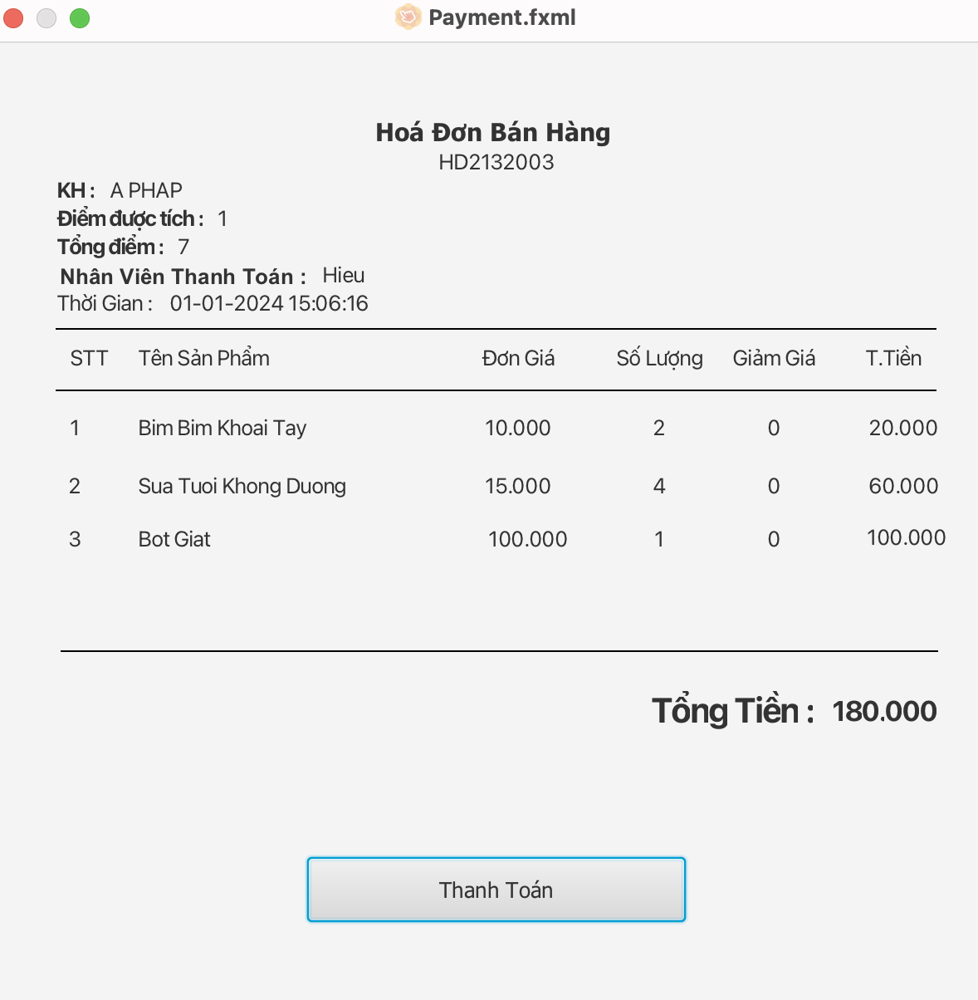 Payment.fxml
Hoá Đơn Bán Hàng
HD2132003
KH : A PHAP
Điểm được tích : 1
Tổng điểm : 7
Nhân Viên Thanh Toán : Hieu
Thời Gian : 01-01-2024 15:06:16
STT Tên Sản Phẩm Đơn Giá Số Lượng Giảm Giá T.Tiền
1 Bim Bim Khoai Tay 10.000 2 0 20.000
2 Sua Tuoi Khong Duong 15.000 4 0 60.000
3 Bot Giat 100.000 1 0 100.000
Tổng Tiền : 180.000
Thanh Toán